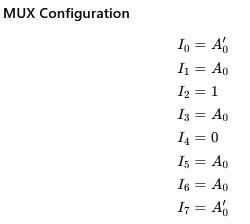 MUX Configuration
I₀ = A₀′
I₁ = A₀
I₂ = 1
I₃ = A₀
I₄ = 0
I₅ = A₀
I₆ = A₀
I₇ = A₀′